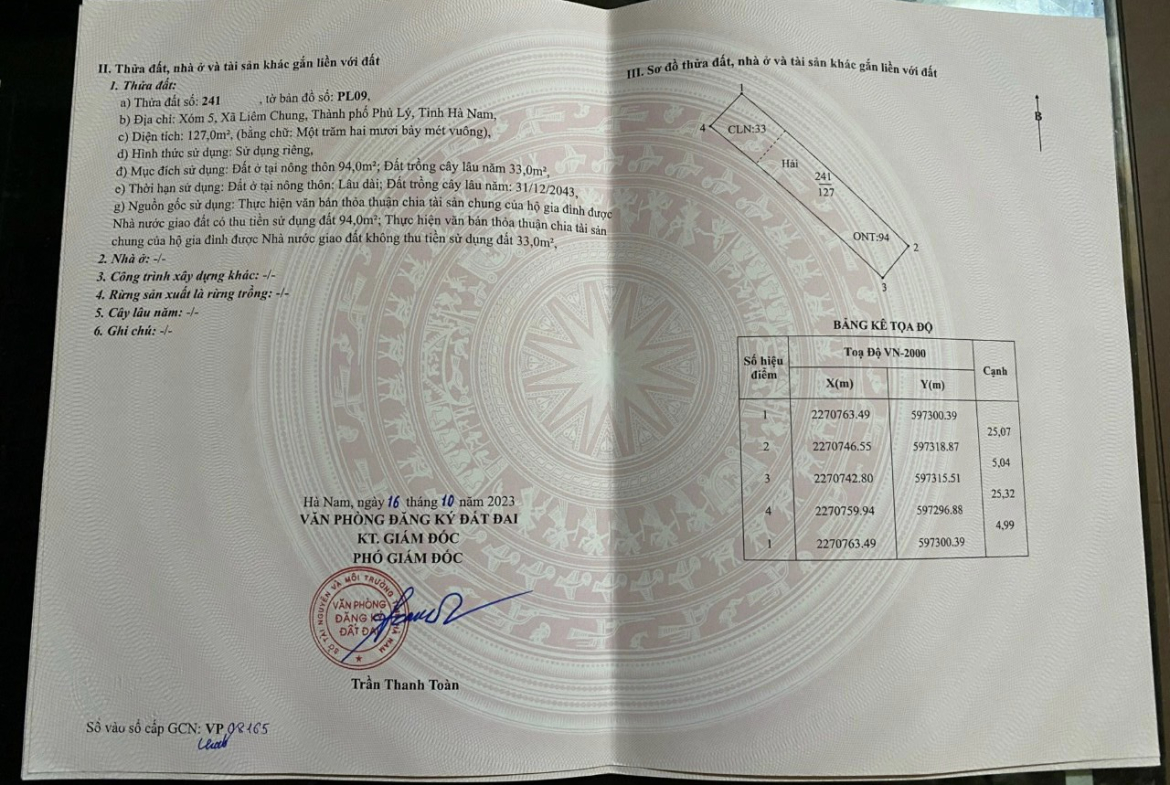 II. Thửa đất, nhà ở và tài sản khác gắn liền với đất
1. Thửa đất:
a) Thửa đất số: 241 , tờ bản đồ số: PL09,
b) Địa chỉ: Xóm 5, Xã Liêm Chung, Thành phố Phủ Lý, Tỉnh Hà Nam,
c) Diện tích: 127,0m², (bằng chữ: Một trăm hai mươi bảy mét vuông),
d) Hình thức sử dụng: Sử dụng riêng,
đ) Mục đích sử dụng: Đất ở tại nông thôn 94,0m²; Đất trồng cây lâu năm 33,0m²,
e) Thời hạn sử dụng: Đất ở tại nông thôn: Lâu dài; Đất trồng cây lâu năm: 31/12/2043,
g) Nguồn gốc sử dụng: Thực hiện văn bản thỏa thuận chia tài sản chung của hộ gia đình được
Nhà nước giao đất có thu tiền sử dụng đất 94,0m²; Thực hiện văn bản thỏa thuận chia tài sản
chung của hộ gia đình được Nhà nước giao đất không thu tiền sử dụng đất 33,0m²,
2. Nhà ở: -/-
3. Công trình xây dựng khác: -/-
4. Rừng sản xuất là rừng trồng: -/-
5. Cây lâu năm: -/-
6. Ghi chú: -/-
Hà Nam, ngày 16 tháng 10 năm 2023
VĂN PHÒNG ĐĂNG KÝ ĐẤT ĐAI
KT. GIÁM ĐỐC
PHÓ GIÁM ĐỐC
SỞ TÀI NGUYÊN VÀ MÔI TRƯỜNG HÀ NAM
VĂN PHÒNG
ĐĂNG KÝ
ĐẤT ĐAI
Trần Thanh Toàn
Số vào sổ cấp GCN: VP 08165
III. Sơ đồ thửa đất, nhà ở và tài sản khác gắn liền với đất
1
B
4
CLN:33
Hải
241
127
ONT:94
2
3
BẢNG KÊ TỌA ĐỘ
Số hiệu điểm Toạ Độ VN-2000 Cạnh
X(m) Y(m)
1 2270763.49 597300.39
25,07
2 2270746.55 597318.87
5,04
3 2270742.80 597315.51
25,32
4 2270759.94 597296.88
4,99
1 2270763.49 597300.39